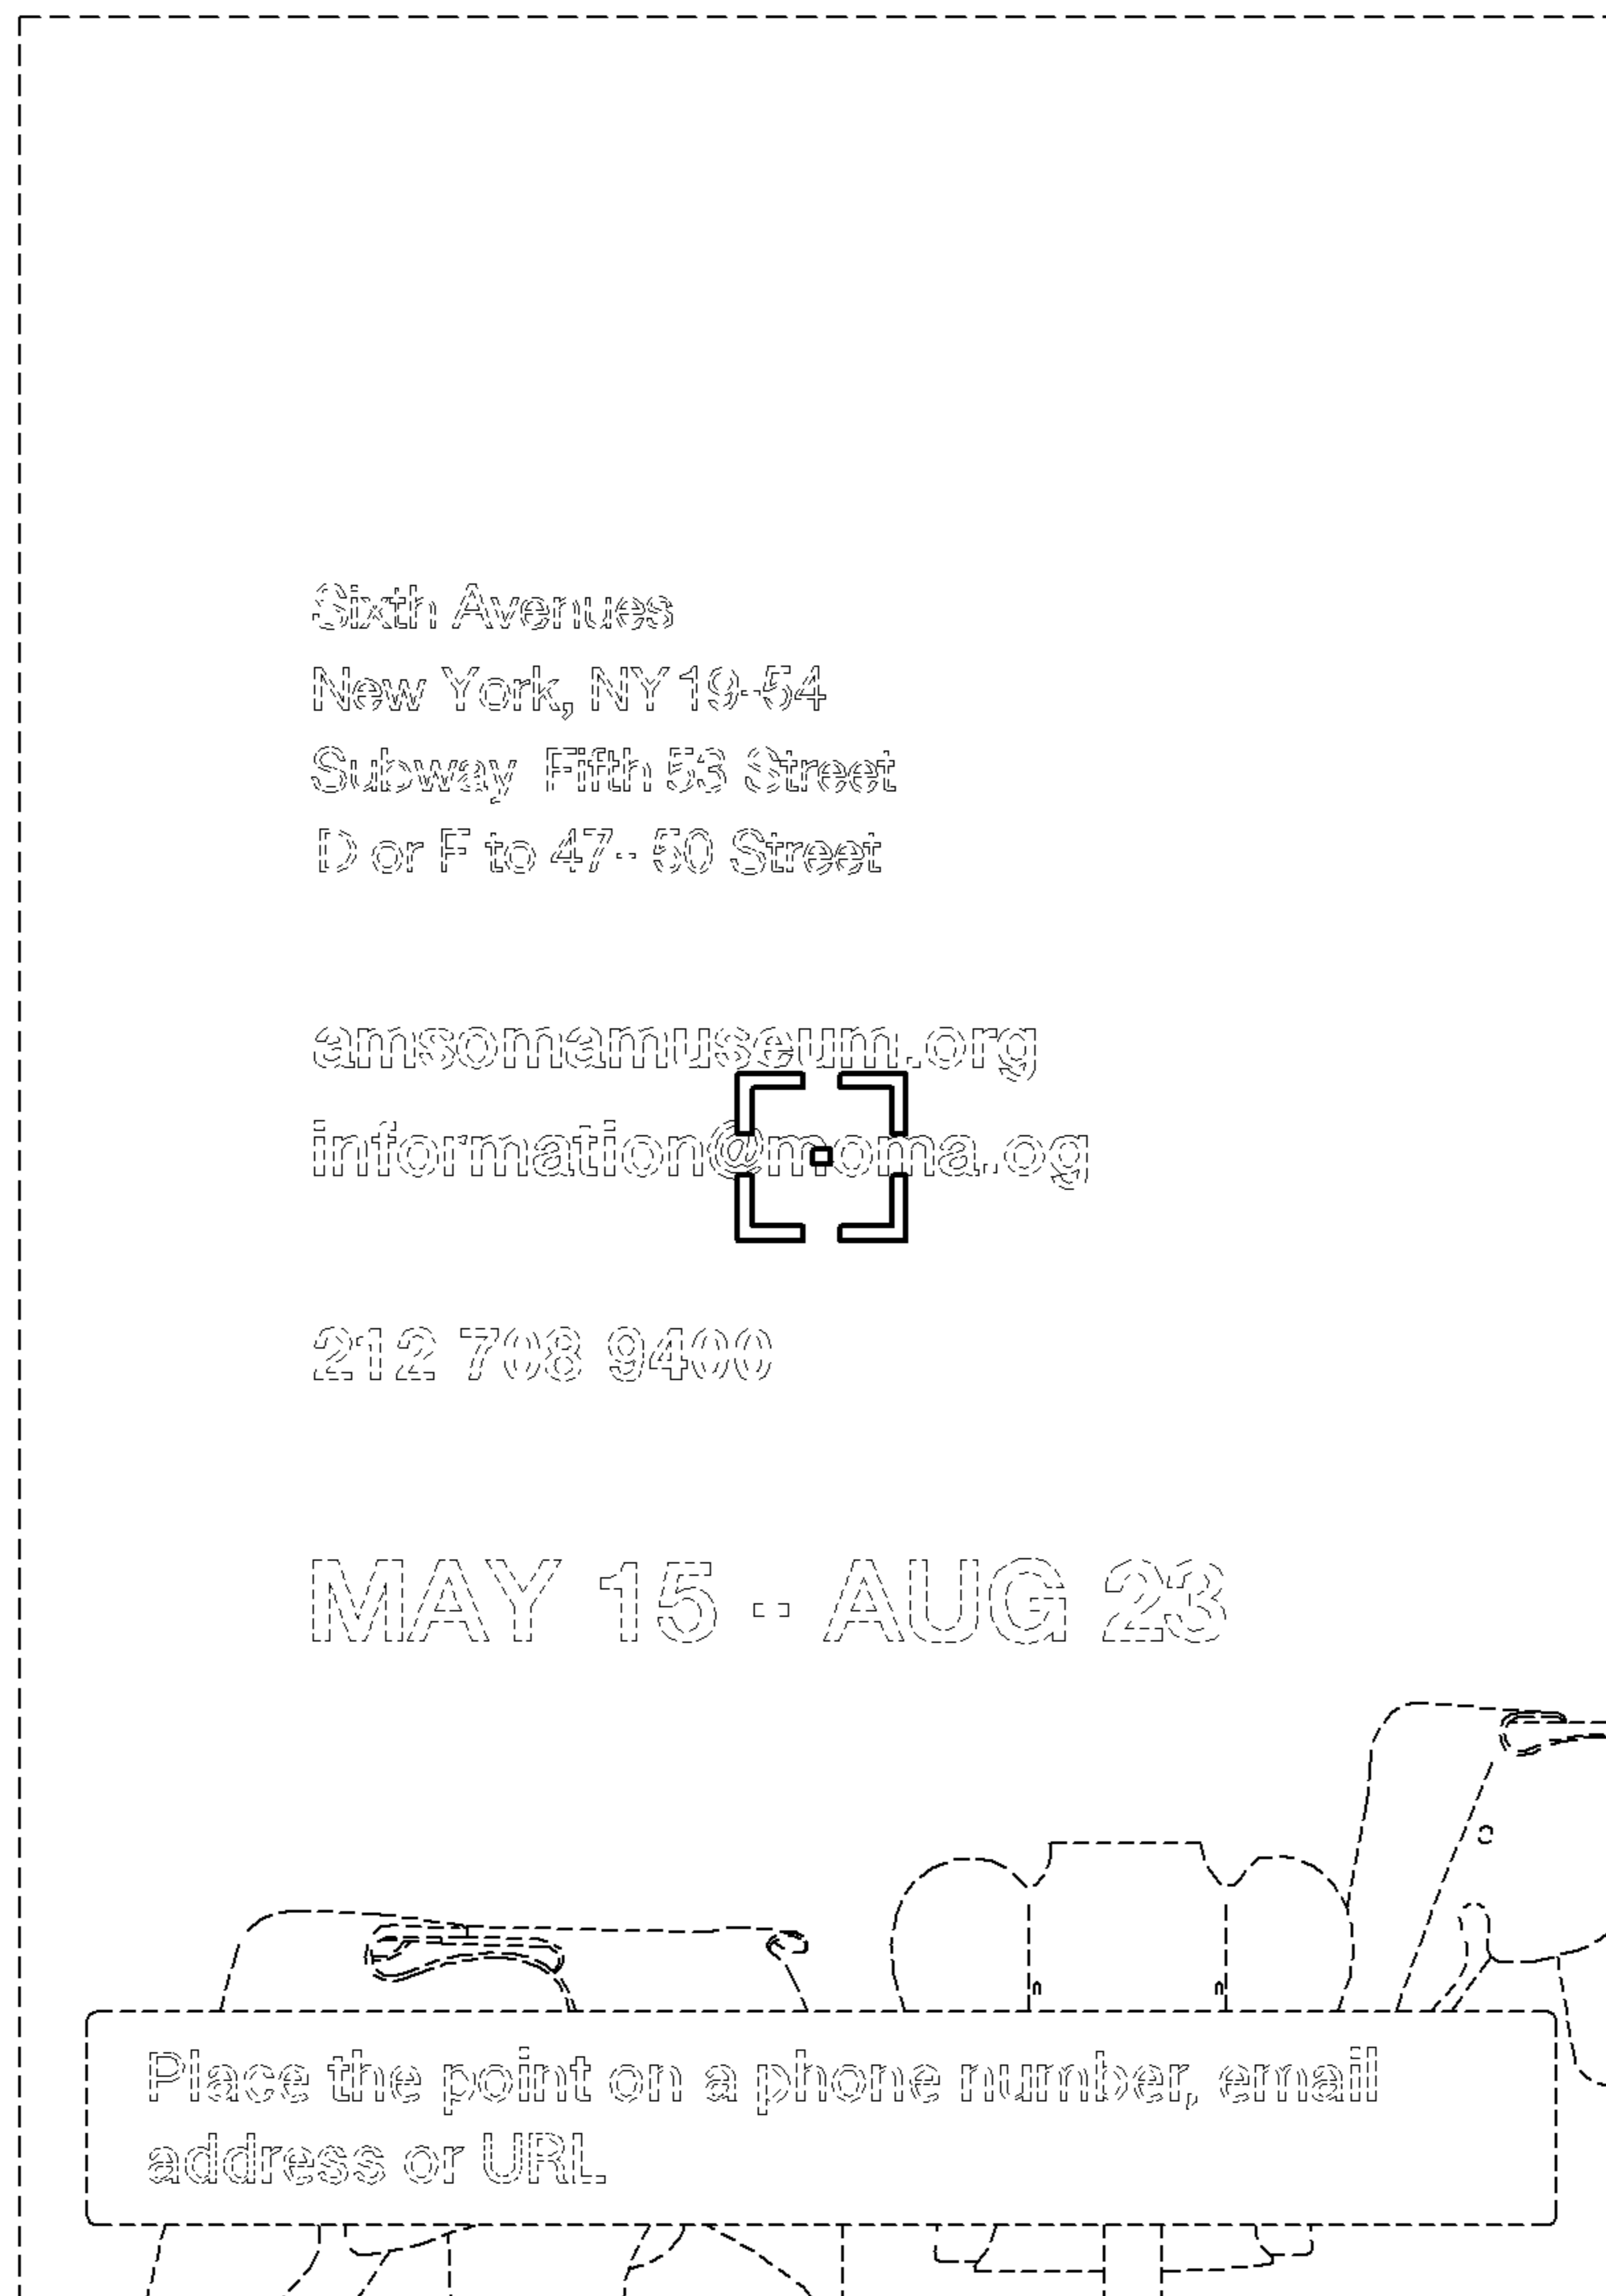 Sixth Avenues
New York, NY 19-54
Subway Fifth 53 Street
D or F to 47-50 Street
amsomamuseum.org
information@moma.og
212 708 9400
MAY 15 - AUG 23
Place the point on a phone number, email
address or URL